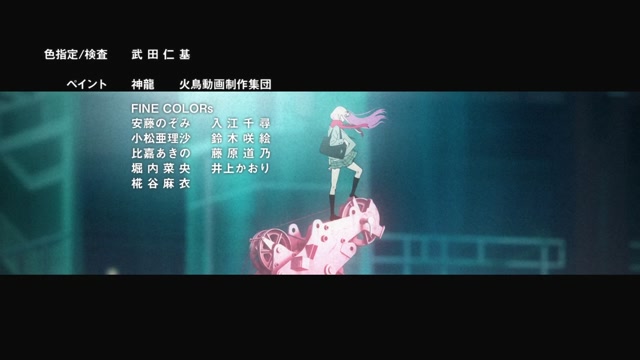 色指定/検査 武田仁基
ペイント 神龍 火鳥動画制作集団
FINE COLORs
安藤のぞみ 入江千尋
小松亜理沙 鈴木咲絵
比嘉あきの 藤原道乃
堀内菜央 井上かおり
糀谷麻衣